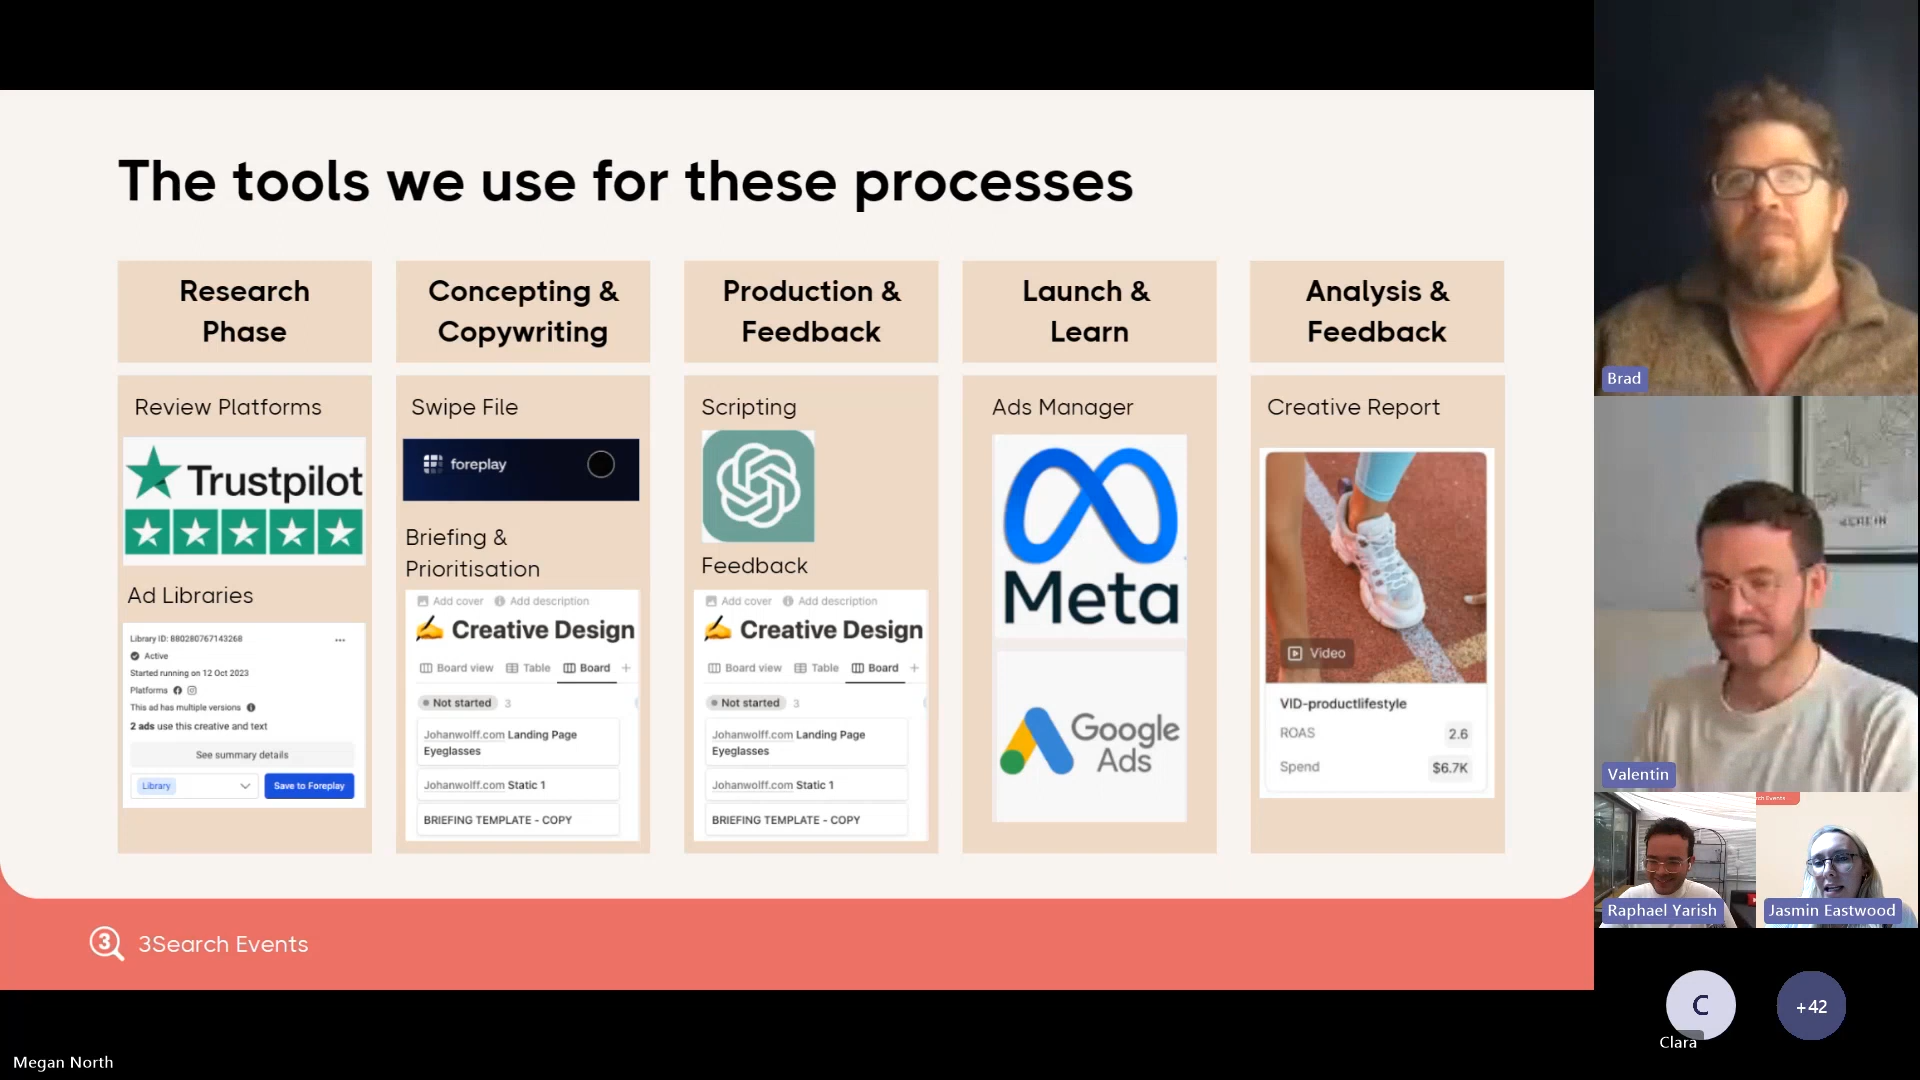 The tools we use for these processes
Research
Phase
Review Platforms
Trustpilot
Ad Libraries
Library ID: 880280767143268
Active
Started running on 12 Oct 2023
Platforms
This ad has multiple versions
2 ads use this creative and text
See summary details
Library
Save to Foreplay
Concepting &
Copywriting
Swipe File
foreplay
Briefing &
Prioritisation
Add cover Add description
✍️ Creative Design
Board view Table Board +
Not started 3
Johanwolff.com Landing Page
Eyeglasses
Johanwolff.com Static 1
BRIEFING TEMPLATE - COPY
Production &
Feedback
Scripting
Feedback
Add cover Add description
✍️ Creative Design
Board view Table Board +
Not started 3
Johanwolff.com Landing Page
Eyeglasses
Johanwolff.com Static 1
BRIEFING TEMPLATE - COPY
Launch &
Learn
Ads Manager
Meta
Google
Ads
Analysis &
Feedback
Creative Report
Video
VID-productlifestyle
ROAS 2.6
Spend $6.7K
3 3Search Events
Brad
Valentin
Raphael Yarish
Jasmin Eastwood
C
Clara
+42
Megan North